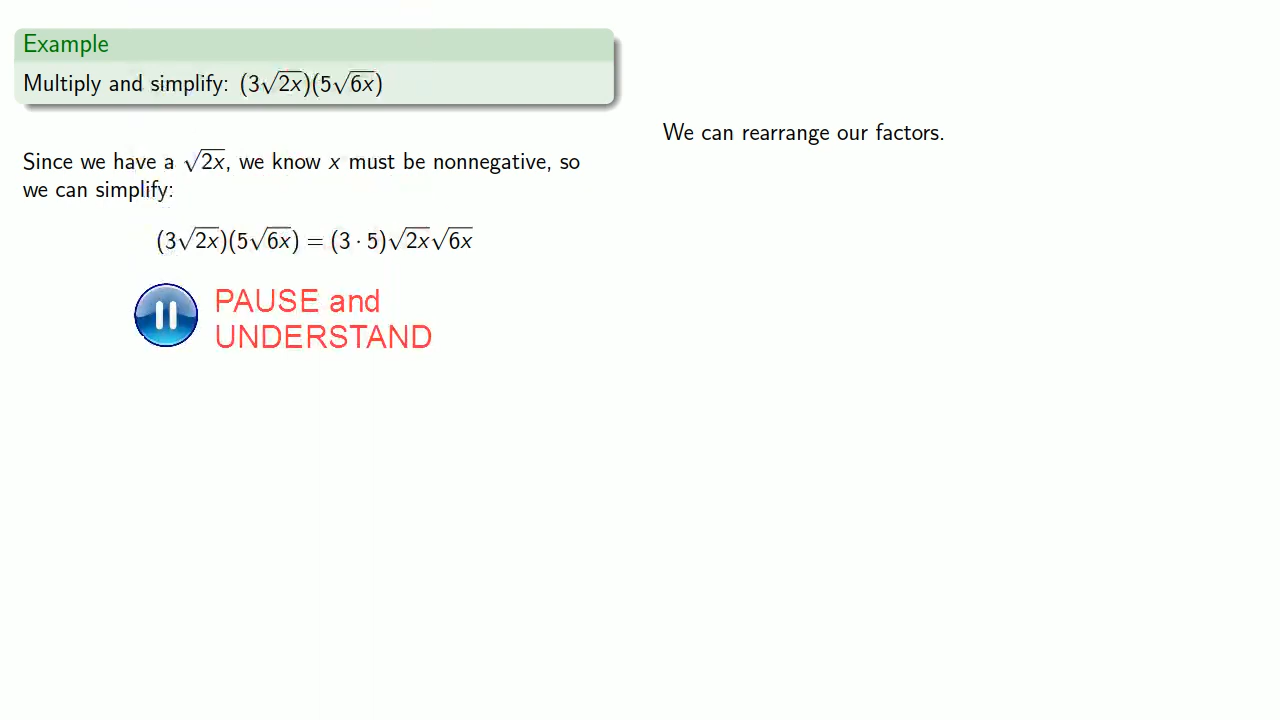 Example
Multiply and simplify: (3√2x)(5√6x)
Since we have a √2x, we know x must be nonnegative, so
we can simplify:
(3√2x)(5√6x) = (3 · 5)√2x√6x
PAUSE and
UNDERSTAND
We can rearrange our factors.